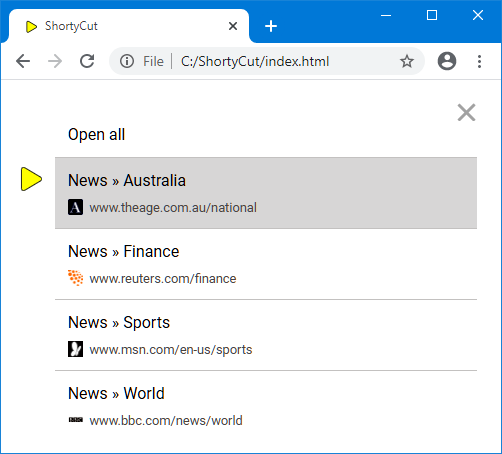 ShortyCut
File | C:/ShortyCut/index.html
Open all
News » Australia
A www.theage.com.au/national
News » Finance
www.reuters.com/finance
News » Sports
www.msn.com/en-us/sports
News » World
BBC www.bbc.com/news/world